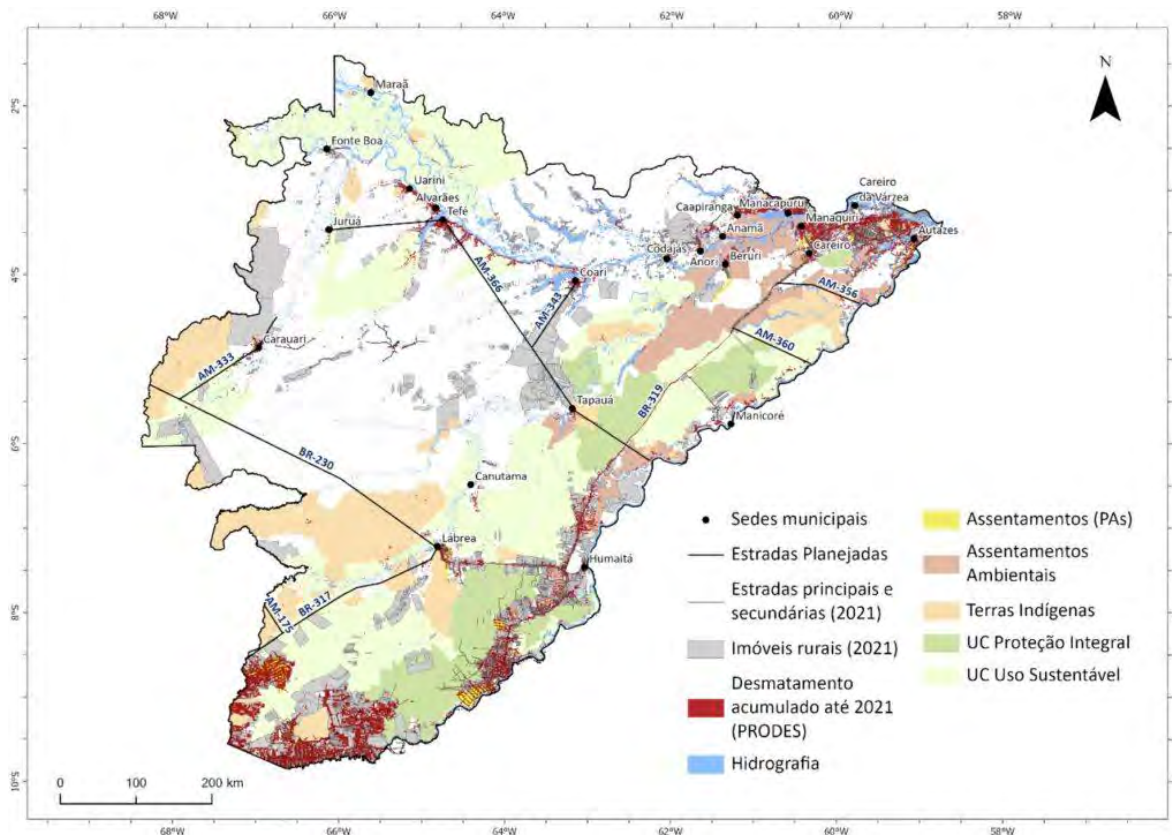 68°W
66°W
64°W
62°W
60°W
58°W
N
2°S
4°S
6°S
8°S
10°S
Maraã
Fonte Boa
Uarini
Alvarães
Tefé
Juruá
Careiro
da Várzea
Caapiranga
Manacapuru
Manaquiri
Anamã
Autazes
Careiro
Codajás
Anori
Beruri
Coari
AM-366
AM-343
AM-356
AM-360
Carauari
AM-333
BR-319
Tapauá
Manicoré
BR-230
Canutama
Lábrea
Humaitá
BR-317
AM-175
Sedes municipais
Estradas Planejadas
Estradas principais e
secundárias (2021)
Imóveis rurais (2021)
Desmatamento
acumulado até 2021
(PRODES)
Hidrografia
Assentamentos (PAs)
Assentamentos
Ambientais
Terras Indígenas
UC Proteção Integral
UC Uso Sustentável
0 100 200 km
68°W
66°W
64°W
62°W
60°W
58°W